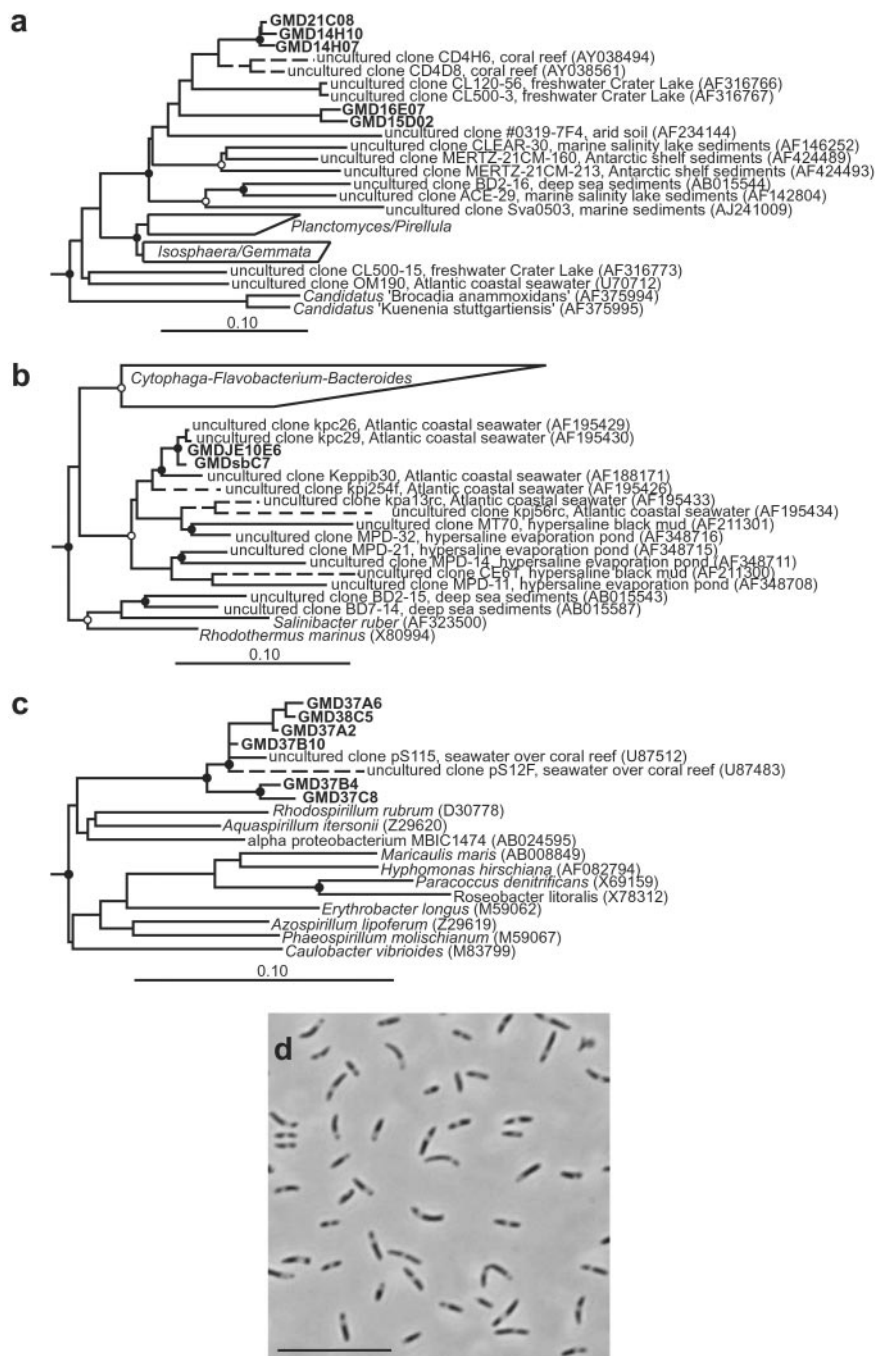 a
GMD21C08
GMD14H10
GMD14H07
uncultured clone CD4H6, coral reef (AY038494)
uncultured clone CD4D8, coral reef (AY038561)
uncultured clone CL120-56, freshwater Crater Lake (AF316766)
uncultured clone CL500-3, freshwater Crater Lake (AF316767)
GMD16E07
GMD15D02
uncultured clone #0319-7F4, arid soil (AF234144)
uncultured clone CLEAR-30, marine salinity lake sediments (AF146252)
uncultured clone MERTZ-21CM-160, Antarctic shelf sediments (AF424489)
uncultured clone MERTZ-21CM-213, Antarctic shelf sediments (AF424493)
uncultured clone BD2-16, deep sea sediments (AB015544)
uncultured clone ACE-29, marine salinity lake sediments (AF142804)
uncultured clone Sva0503, marine sediments (AJ241009)
Planctomyces/Pirellula
Isosphaera/Gemmata
uncultured clone CL500-15, freshwater Crater Lake (AF316773)
uncultured clone OM190, Atlantic coastal seawater (U70712)
Candidatus 'Brocadia anammoxidans' (AF375994)
Candidatus 'Kuenenia stuttgartiensis' (AF375995)
0.10
b
Cytophaga-Flavobacterium-Bacteroides
uncultured clone kpc26, Atlantic coastal seawater (AF195429)
uncultured clone kpc29, Atlantic coastal seawater (AF195430)
GMDJE10E6
GMDsbC7
uncultured clone Keppib30, Atlantic coastal seawater (AF188171)
uncultured clone kpj254f, Atlantic coastal seawater (AF195426)
uncultured clone kpa13rc, Atlantic coastal seawater (AF195433)
uncultured clone kpj56rc, Atlantic coastal seawater (AF195434)
uncultured clone MT70, hypersaline black mud (AF211301)
uncultured clone MPD-32, hypersaline evaporation pond (AF348716)
uncultured clone MPD-21, hypersaline evaporation pond (AF348715)
uncultured clone MPD-14, hypersaline evaporation pond (AF348711)
uncultured clone CE6T, hypersaline black mud (AF211300)
uncultured clone MPD-11, hypersaline evaporation pond (AF348708)
uncultured clone BD2-15, deep sea sediments (AB015543)
uncultured clone BD7-14, deep sea sediments (AB015587)
Salinibacter ruber (AF323500)
Rhodothermus marinus (X80994)
0.10
c
GMD37A6
GMD38C5
GMD37A2
GMD37B10
uncultured clone pS115, seawater over coral reef (U87512)
uncultured clone pS12F, seawater over coral reef (U87483)
GMD37B4
GMD37C8
Rhodospirillum rubrum (D30778)
Aquaspirillum itersonii (Z29620)
alpha proteobacterium MBIC1474 (AB024595)
Maricaulis maris (AB008849)
Hyphomonas hirschiana (AF082794)
Paracoccus denitrificans (X69159)
Roseobacter litoralis (X78312)
Erythrobacter longus (M59062)
Azospirillum lipoferum (Z29619)
Phaeospirillum molischianum (M59067)
Caulobacter vibrioides (M83799)
0.10
d